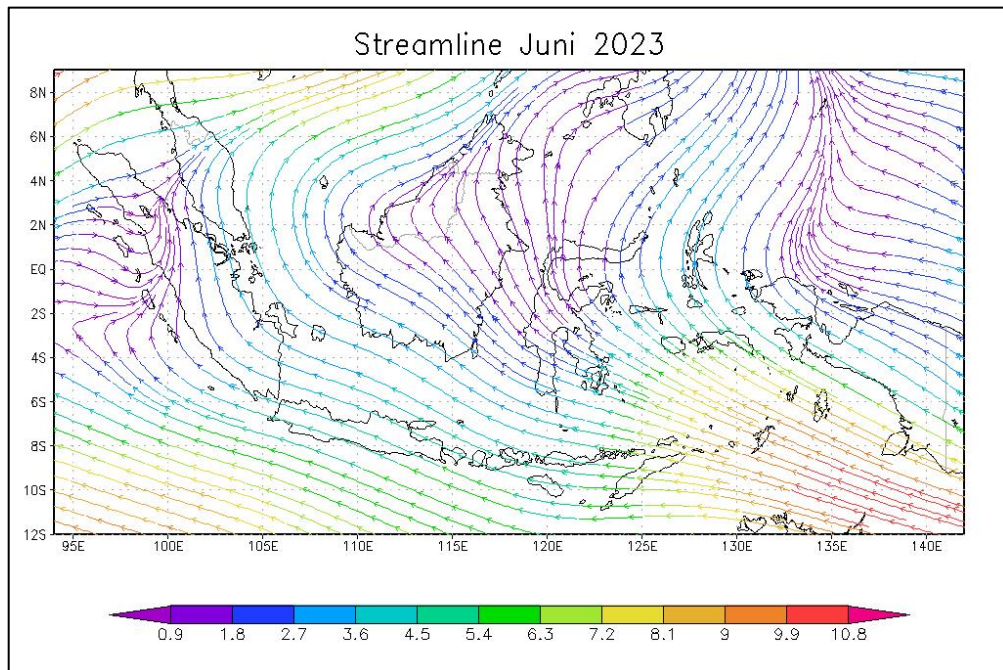 Streamline Juni 2023
8N
6N
4N
2N
EQ
2S
4S
6S
8S
10S
12S
95E 100E 105E 110E 115E 120E 125E 130E 135E 140E
0.9 1.8 2.7 3.6 4.5 5.4 6.3 7.2 8.1 9 9.9 10.8